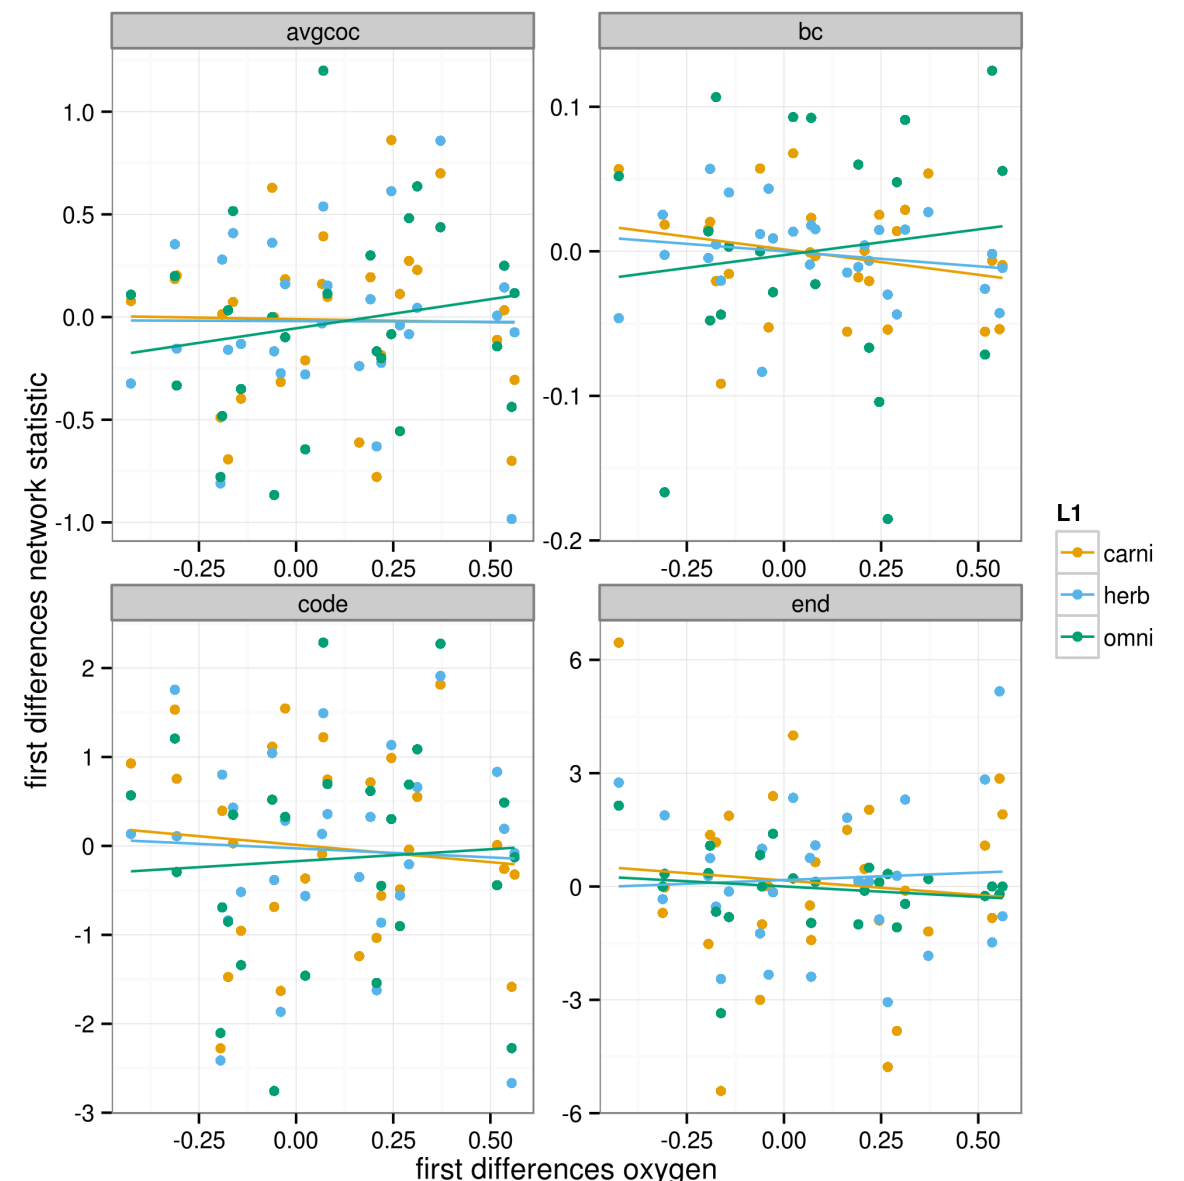 avgcoc
bc
1.0
0.5
0.0
-0.5
-1.0
0.1
0.0
-0.1
-0.2
-0.25 0.00 0.25 0.50
-0.25 0.00 0.25 0.50
code
end
2
1
0
-1
-2
-3
6
3
0
-3
-6
-0.25 0.00 0.25 0.50
-0.25 0.00 0.25 0.50
first differences oxygen
first differences network statistic
L1
carni
herb
omni